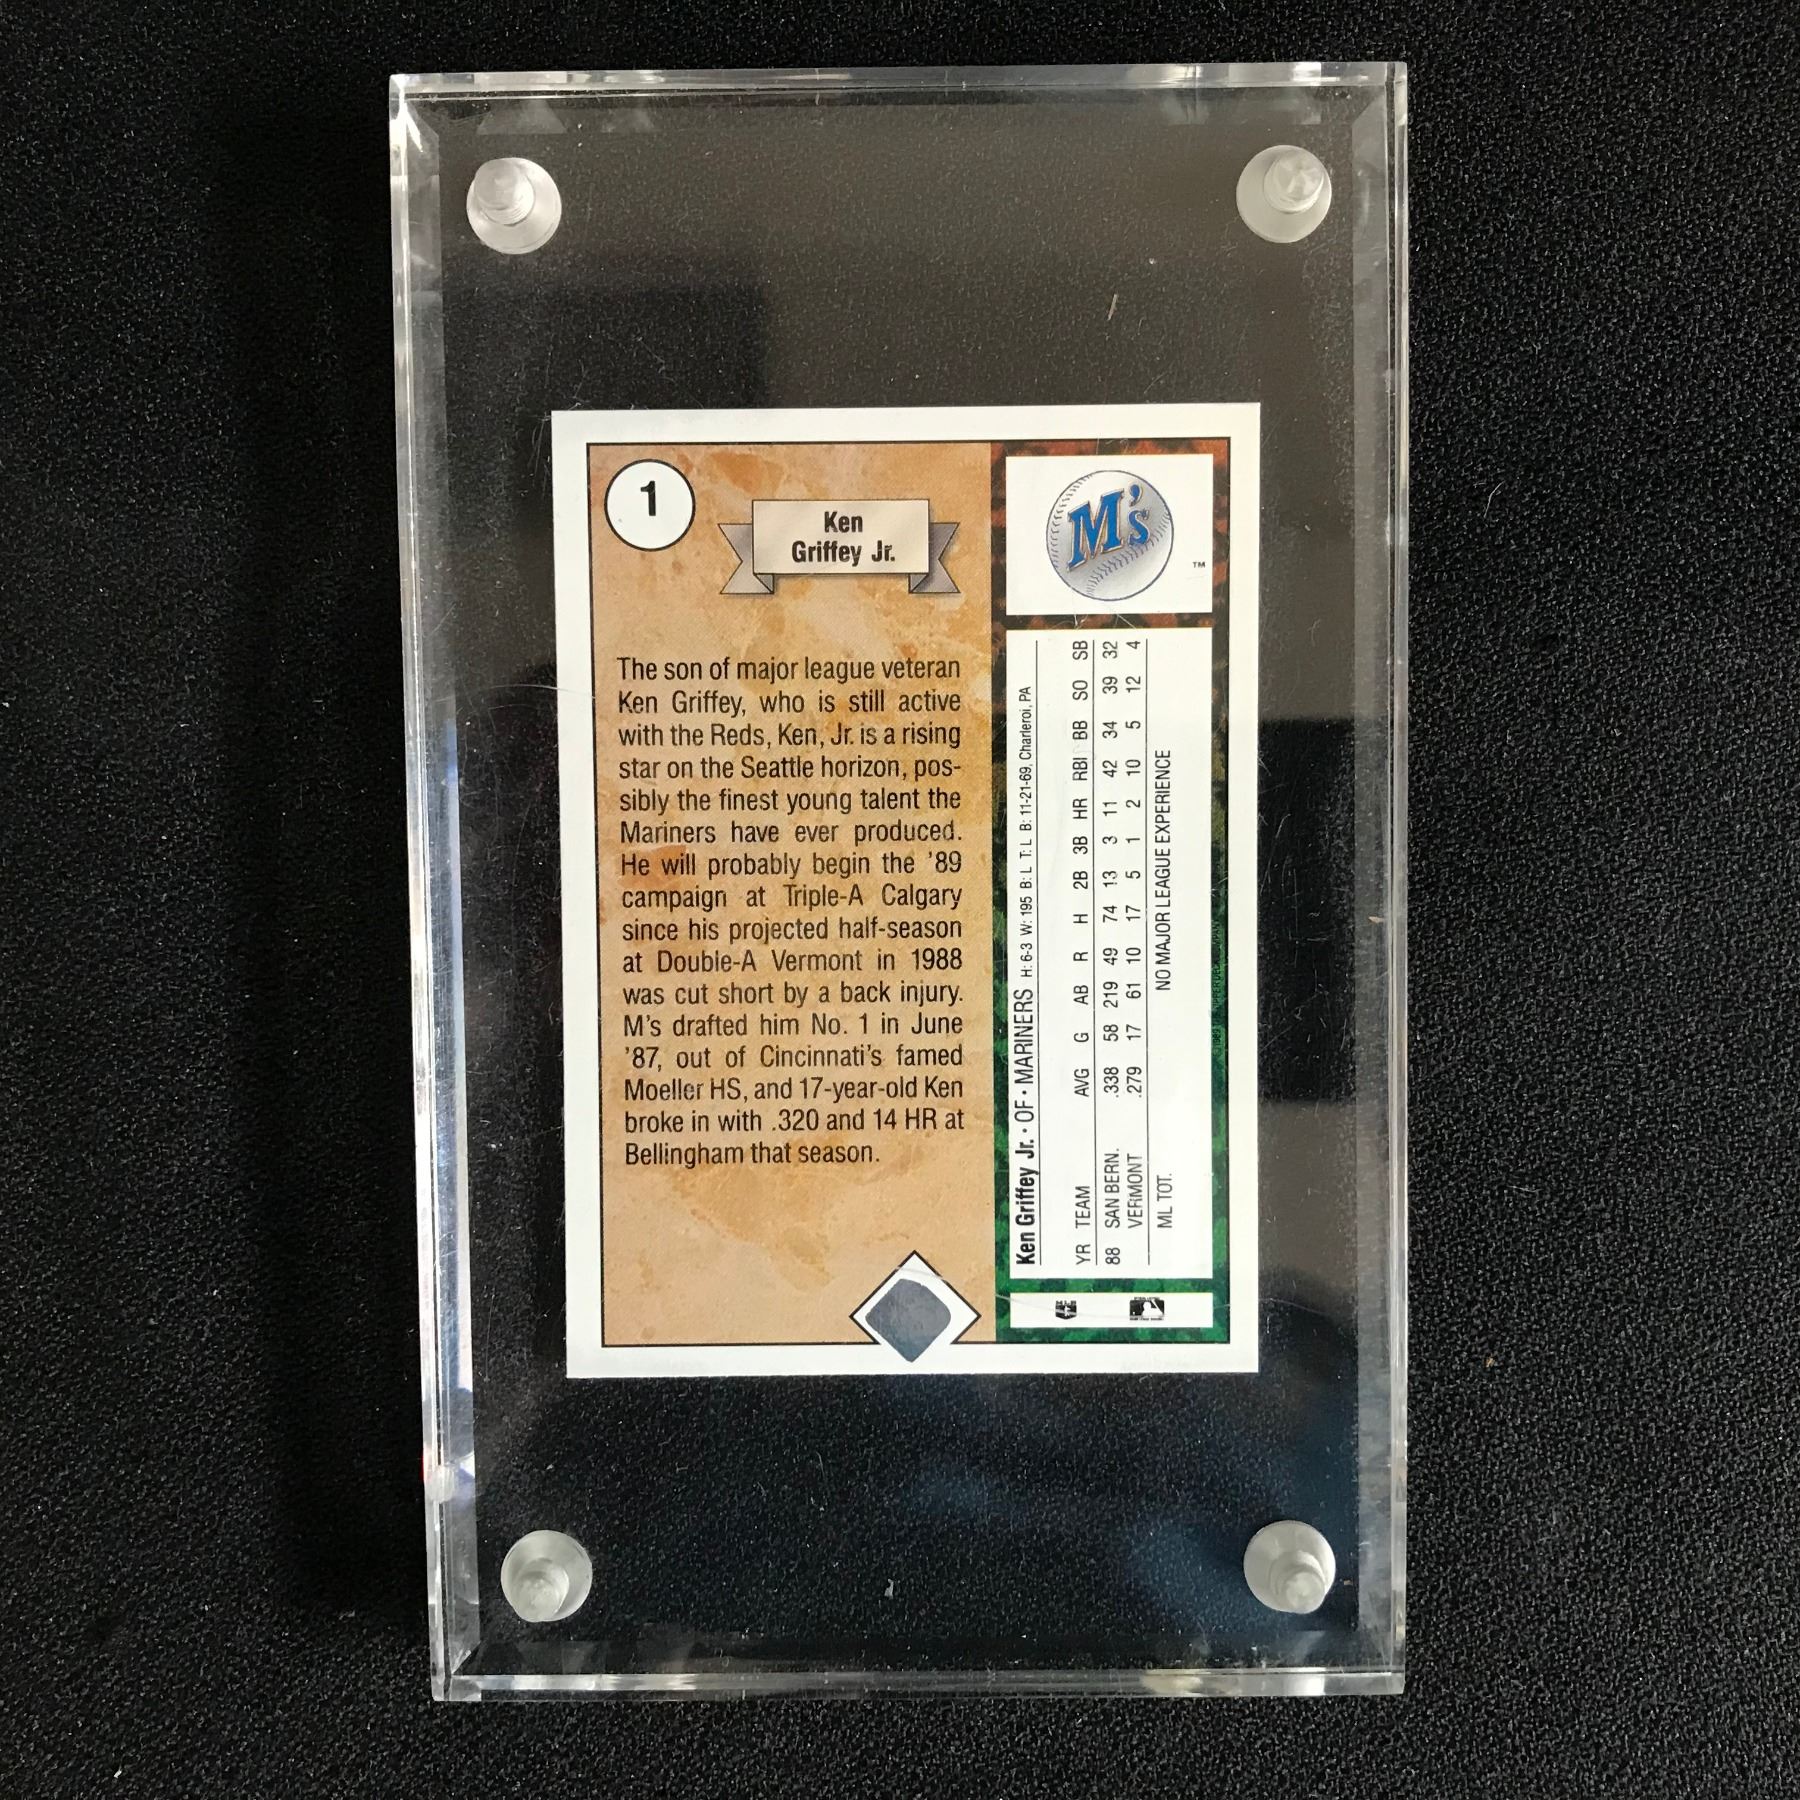 1
Ken
Griffey Jr.
The son of major league veteran
Ken Griffey, who is still active
with the Reds, Ken, Jr. is a rising
star on the Seattle horizon, pos-
sibly the finest young talent the
Mariners have ever produced.
He will probably begin the '89
campaign at Triple-A Calgary
since his projected half-season
at Double-A Vermont in 1988
was cut short by a back injury.
M's drafted him No. 1 in June
'87, out of Cincinnati's famed
Moeller HS, and 17-year-old Ken
broke in with .320 and 14 HR at
Bellingham that season.
M's
TM
Ken Griffey Jr. • OF • MARINERS H: 6-3 W: 195 B: L T: L B: 11-21-69, Charleroi, PA
YR TEAM AVG G AB R H 2B 3B HR RBI BB SO SB
88 SAN BERN. .338 58 219 49 74 13 3 11 42 34 39 32
VERMONT .279 17 61 10 17 5 1 2 10 5 12 4
ML TOT. NO MAJOR LEAGUE EXPERIENCE